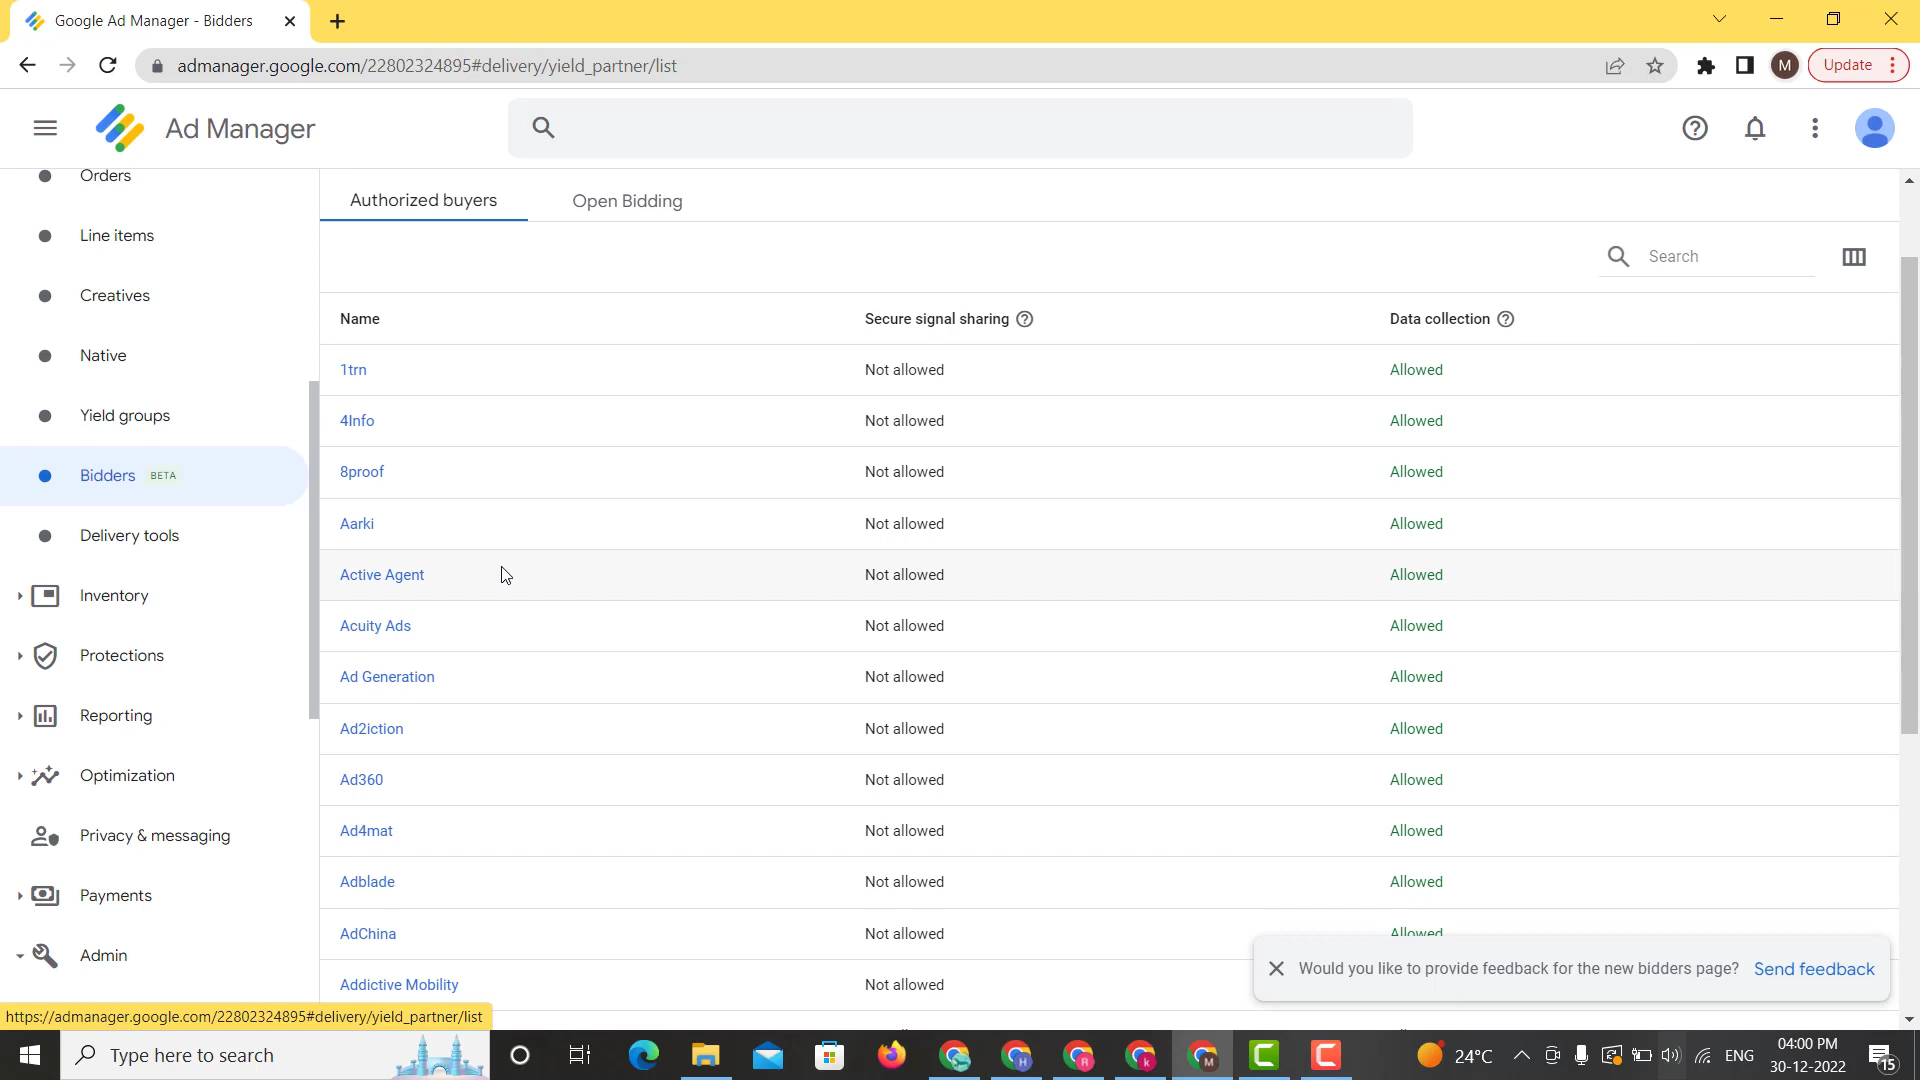 Google Ad Manager - Bidders
admanager.google.com/22802324895#delivery/yield_partner/list
M
Update
Ad Manager
Orders
Line items
Creatives
Native
Yield groups
Bidders BETA
Delivery tools
Inventory
Protections
Reporting
Optimization
Privacy & messaging
Payments
Admin
Authorized buyers Open Bidding
Search
Name Secure signal sharing Data collection
1trn Not allowed Allowed
4Info Not allowed Allowed
8proof Not allowed Allowed
Aarki Not allowed Allowed
Active Agent Not allowed Allowed
Acuity Ads Not allowed Allowed
Ad Generation Not allowed Allowed
Ad2iction Not allowed Allowed
Ad360 Not allowed Allowed
Ad4mat Not allowed Allowed
Adblade Not allowed Allowed
AdChina Not allowed Allowed
Addictive Mobility Not allowed
Would you like to provide feedback for the new bidders page? Send feedback
https://admanager.google.com/22802324895#delivery/yield_partner/list
Type here to search
H
R
k
M
24°C
ENG
04:00 PM
30-12-2022
15